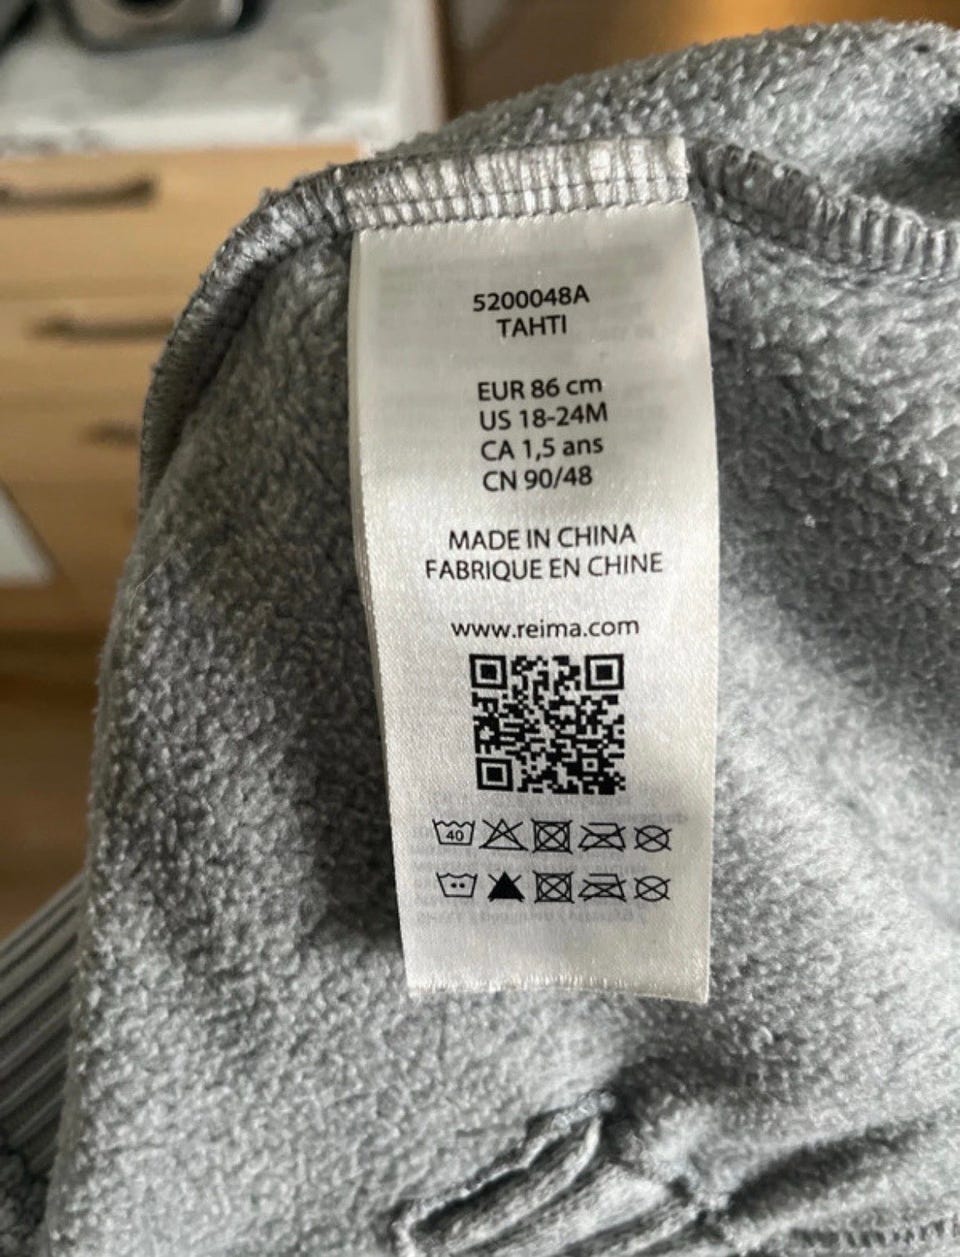 5200048A
TAHTI
EUR 86 cm
US 18-24M
CA 1,5 ans
CN 90/48
MADE IN CHINA
FABRIQUE EN CHINE
www.reima.com
40